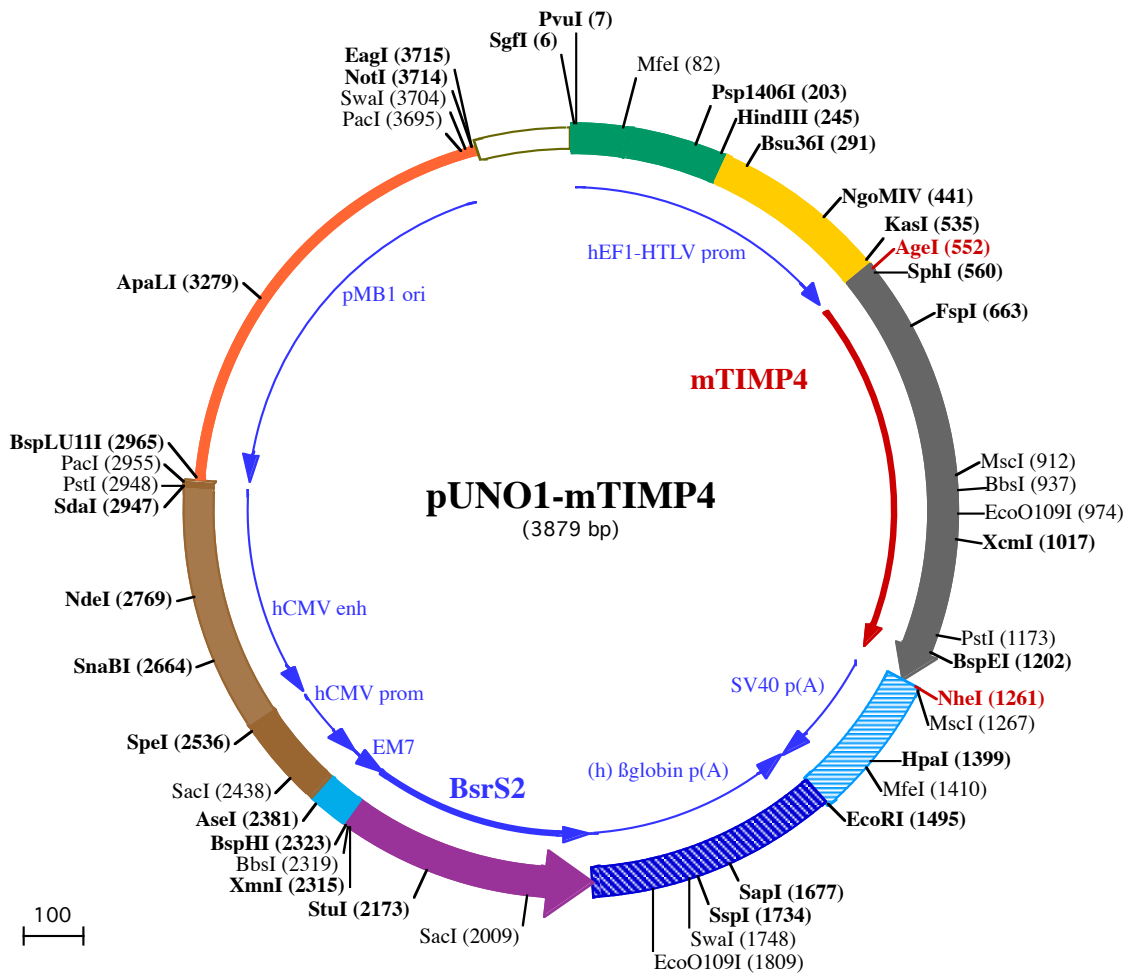 PvuI (7)
SgfI (6)
MfeI (82)
Psp1406I (203)
HindIII (245)
Bsu36I (291)
NgoMIV (441)
KasI (535)
AgeI (552)
SphI (560)
FspI (663)
MscI (912)
BbsI (937)
EcoO109I (974)
XcmI (1017)
PstI (1173)
BspEI (1202)
NheI (1261)
MscI (1267)
HpaI (1399)
MfeI (1410)
EcoRI (1495)
SapI (1677)
SspI (1734)
SwaI (1748)
EcoO109I (1809)
SacI (2009)
StuI (2173)
XmnI (2315)
BbsI (2319)
BspHI (2323)
AseI (2381)
SacI (2438)
SpeI (2536)
SnaBI (2664)
NdeI (2769)
SdaI (2947)
PstI (2948)
PacI (2955)
BspLU11I (2965)
ApaLI (3279)
PacI (3695)
SwaI (3704)
NotI (3714)
EagI (3715)
hEF1-HTLV prom
mTIMP4
SV40 p(A)
(h) ßglobin p(A)
BsrS2
EM7
hCMV prom
hCMV enh
pMB1 ori
pUNO1-mTIMP4
(3879 bp)
100